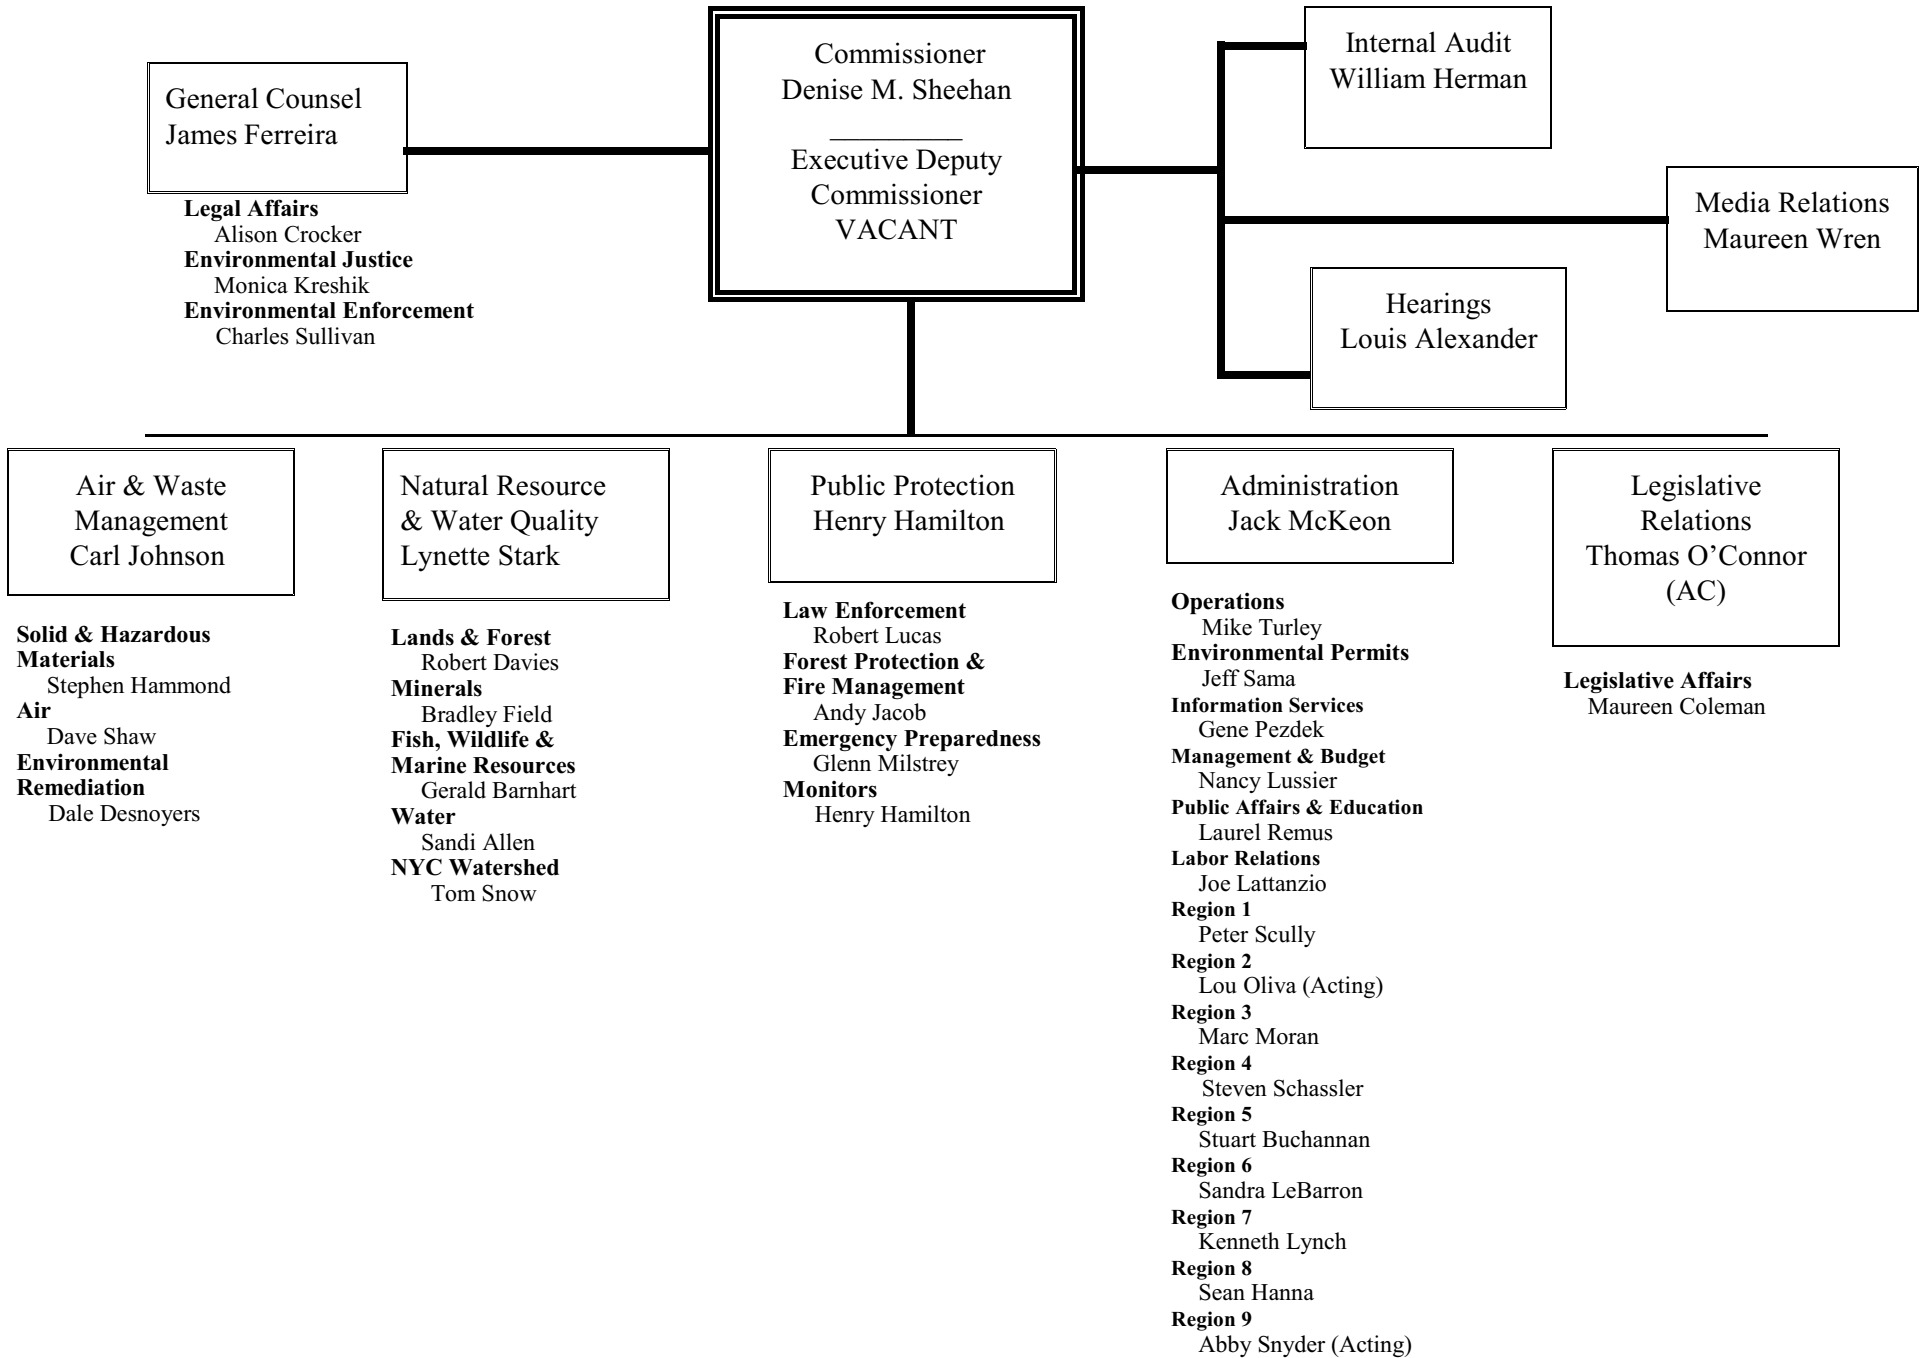 Commissioner
Denise M. Sheehan
_________
Executive Deputy
Commissioner
VACANT
General Counsel
James Ferreira
Legal Affairs
Alison Crocker
Environmental Justice
Monica Kreshik
Environmental Enforcement
Charles Sullivan
Internal Audit
William Herman
Media Relations
Maureen Wren
Hearings
Louis Alexander
Air & Waste
Management
Carl Johnson
Solid & Hazardous
Materials
Stephen Hammond
Air
Dave Shaw
Environmental
Remediation
Dale Desnoyers
Natural Resource
& Water Quality
Lynette Stark
Lands & Forest
Robert Davies
Minerals
Bradley Field
Fish, Wildlife &
Marine Resources
Gerald Barnhart
Water
Sandi Allen
NYC Watershed
Tom Snow
Public Protection
Henry Hamilton
Law Enforcement
Robert Lucas
Forest Protection &
Fire Management
Andy Jacob
Emergency Preparedness
Glenn Milstrey
Monitors
Henry Hamilton
Administration
Jack McKeon
Operations
Mike Turley
Environmental Permits
Jeff Sama
Information Services
Gene Pezdek
Management & Budget
Nancy Lussier
Public Affairs & Education
Laurel Remus
Labor Relations
Joe Lattanzio
Region 1
Peter Scully
Region 2
Lou Oliva (Acting)
Region 3
Marc Moran
Region 4
Steven Schassler
Region 5
Stuart Buchannan
Region 6
Sandra LeBarron
Region 7
Kenneth Lynch
Region 8
Sean Hanna
Region 9
Abby Snyder (Acting)
Legislative
Relations
Thomas O’Connor
(AC)
Legislative Affairs
Maureen Coleman